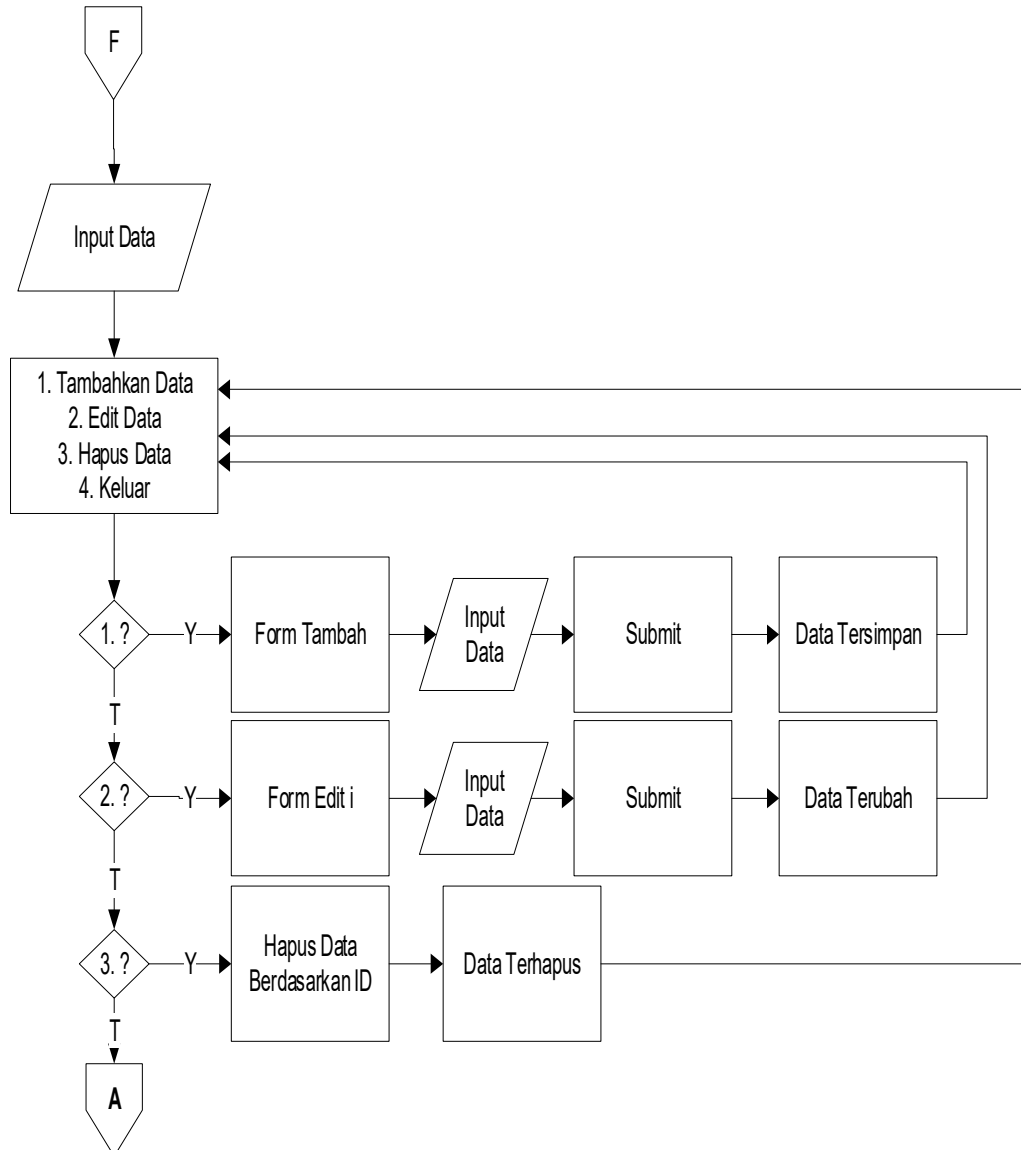 F
Input Data
1. Tambahkan Data
2. Edit Data
3. Hapus Data
4. Keluar
1. ?
Y
Form Tambah
Input
Data
Submit
Data Tersimpan
T
2. ?
Y
Form Edit i
Input
Data
Submit
Data Terubah
T
3. ?
Y
Hapus Data
Berdasarkan ID
Data Terhapus
T
A